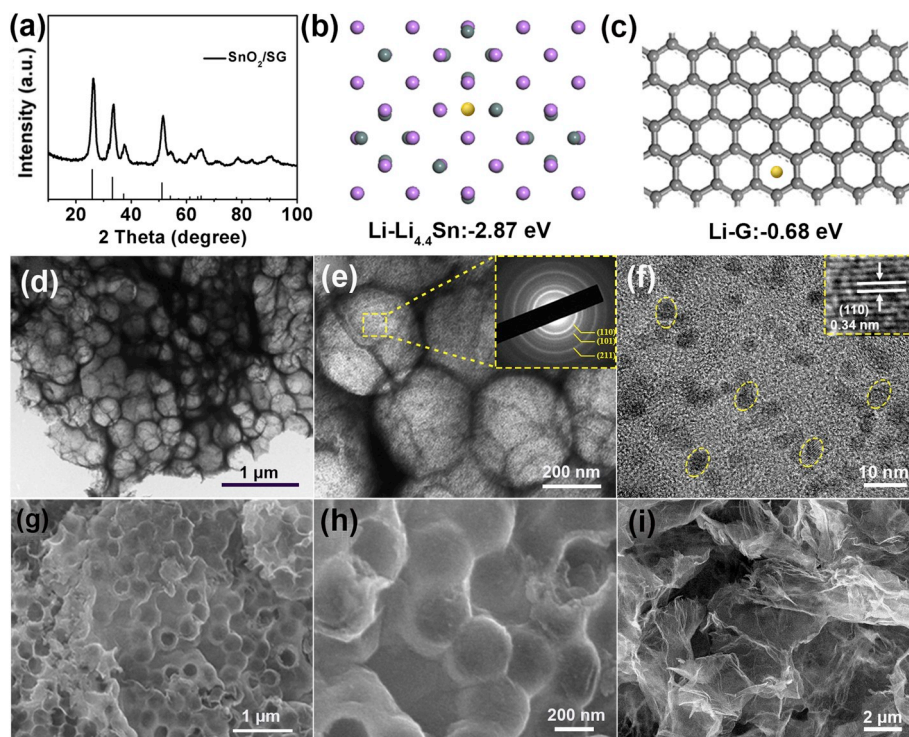 (a)
SnO2/SG
Intensity (a.u.)
10 20 40 60 80 100
2 Theta (degree)
(b)
Li-Li4.4Sn:-2.87 eV
(c)
Li-G:-0.68 eV
(d)
1 µm
(e)
(110)
(101)
(211)
200 nm
(f)
(110)
0.34 nm
10 nm
(g)
1 µm
(h)
200 nm
(i)
2 µm